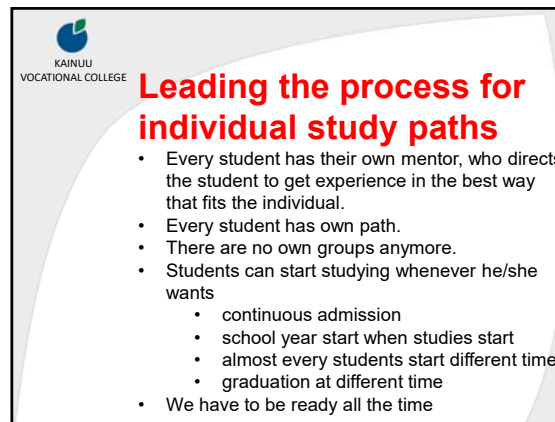 KAINUU
VOCATIONAL COLLEGE
Leading the process for
individual study paths
• Every student has their own mentor, who directs
the student to get experience in the best way
that fits the individual.
• Every student has own path.
• There are no own groups anymore.
• Students can start studying whenever he/she
wants
• continuous admission
• school year start when studies start
• almost every students start different time
• graduation at different time
• We have to be ready all the time